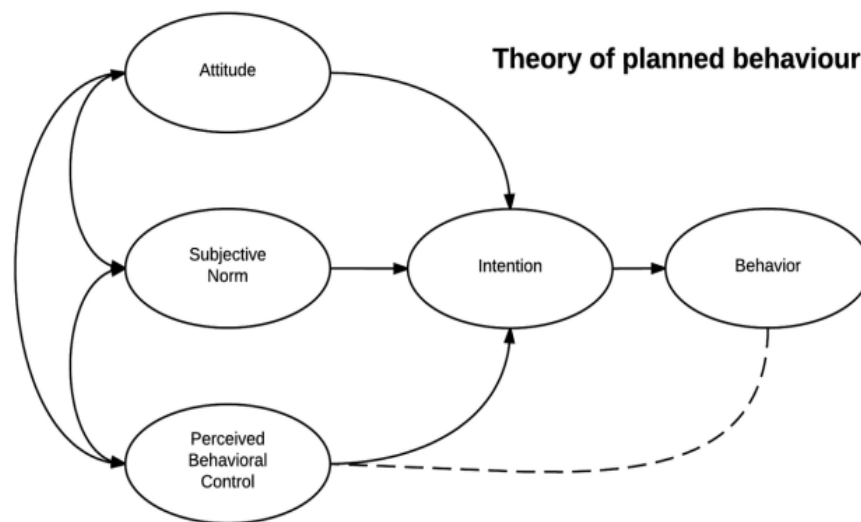 Theory of planned behaviour
Attitude
Subjective
Norm
Intention
Behavior
Perceived
Behavioral
Control